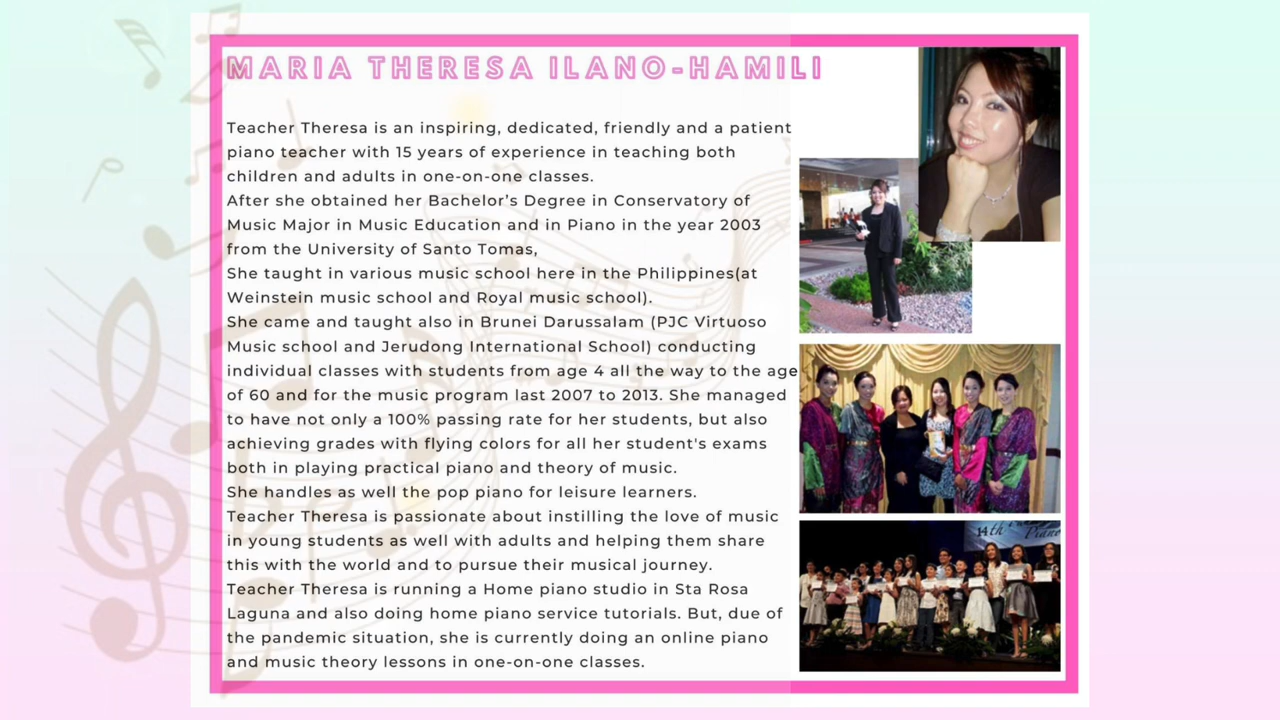 MARIA THERESA ILANO-HAMILI
Teacher Theresa is an inspiring, dedicated, friendly and a patient
piano teacher with 15 years of experience in teaching both
children and adults in one-on-one classes.
After she obtained her Bachelor's Degree in Conservatory of
Music Major in Music Education and in Piano in the year 2003
from the University of Santo Tomas,
She taught in various music school here in the Philippines(at
Weinstein music school and Royal music school).
She came and taught also in Brunei Darussalam (PJC Virtuoso
Music school and Jerudong International School) conducting
individual classes with students from age 4 all the way to the age
of 60 and for the music program last 2007 to 2013. She managed
to have not only a 100% passing rate for her students, but also
achieving grades with flying colors for all her student's exams
both in playing practical piano and theory of music.
She handles as well the pop piano for leisure learners.
Teacher Theresa is passionate about instilling the love of music
in young students as well with adults and helping them share
this with the world and to pursue their musical journey.
Teacher Theresa is running a Home piano studio in Sta Rosa
Laguna and also doing home piano service tutorials. But, due of
the pandemic situation, she is currently doing an online piano
and music theory lessons in one-on-one classes.
14th
Piano